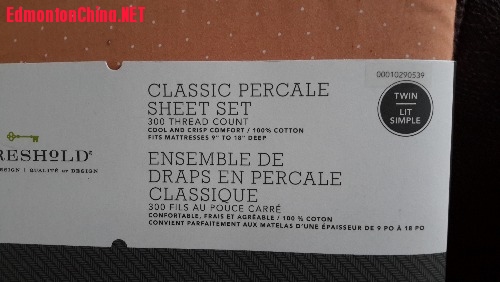 EdmontonChina.NET
00010290539
CLASSIC PERCALE
SHEET SET
300 THREAD COUNT
COOL AND CRISP COMFORT / 100% COTTON
FITS MATTRESSES 9" TO 18" DEEP
TWIN
LIT
SIMPLE
RESHOLD
ESIGN | QUALITÉ ET DESIGN
ENSEMBLE DE
DRAPS EN PERCALE
CLASSIQUE
300 FILS AU POUCE CARRÉ
CONFORTABLE, FRAIS ET AGRÉABLE / 100 % COTON
CONVIENT PARFAITEMENT AUX MATELAS D'UNE ÉPAISSEUR DE 9 PO À 18 PO